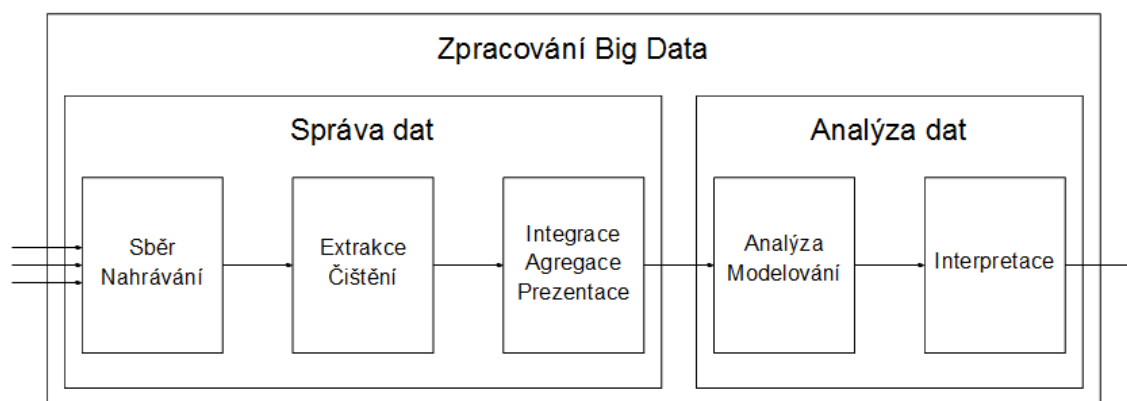 Zpracování Big Data
Správa dat
Analýza dat
Sběr
Nahrávání
Extrakce
Čištění
Integrace
Agregace
Prezentace
Analýza
Modelování
Interpretace